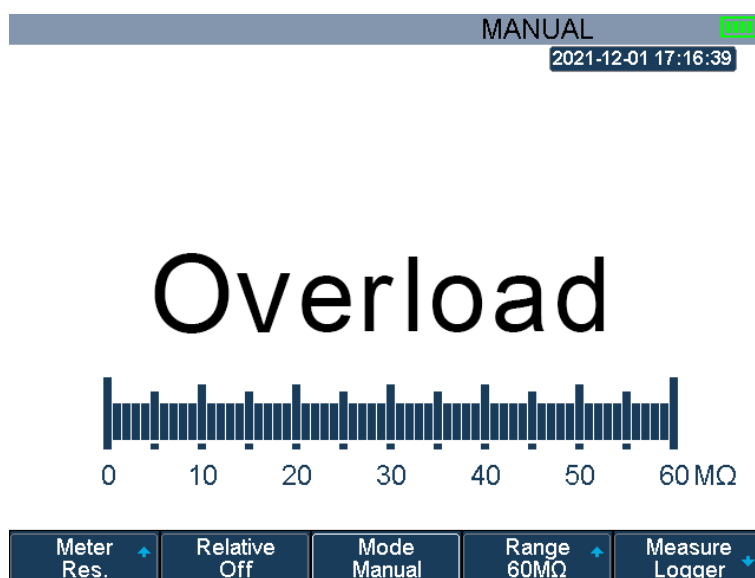 MANUAL
2021-12-01 17:16:39
Overload
0 10 20 30 40 50 60 MΩ
Meter Relative Mode Range Measure
Res. Off Manual 60MΩ Logger